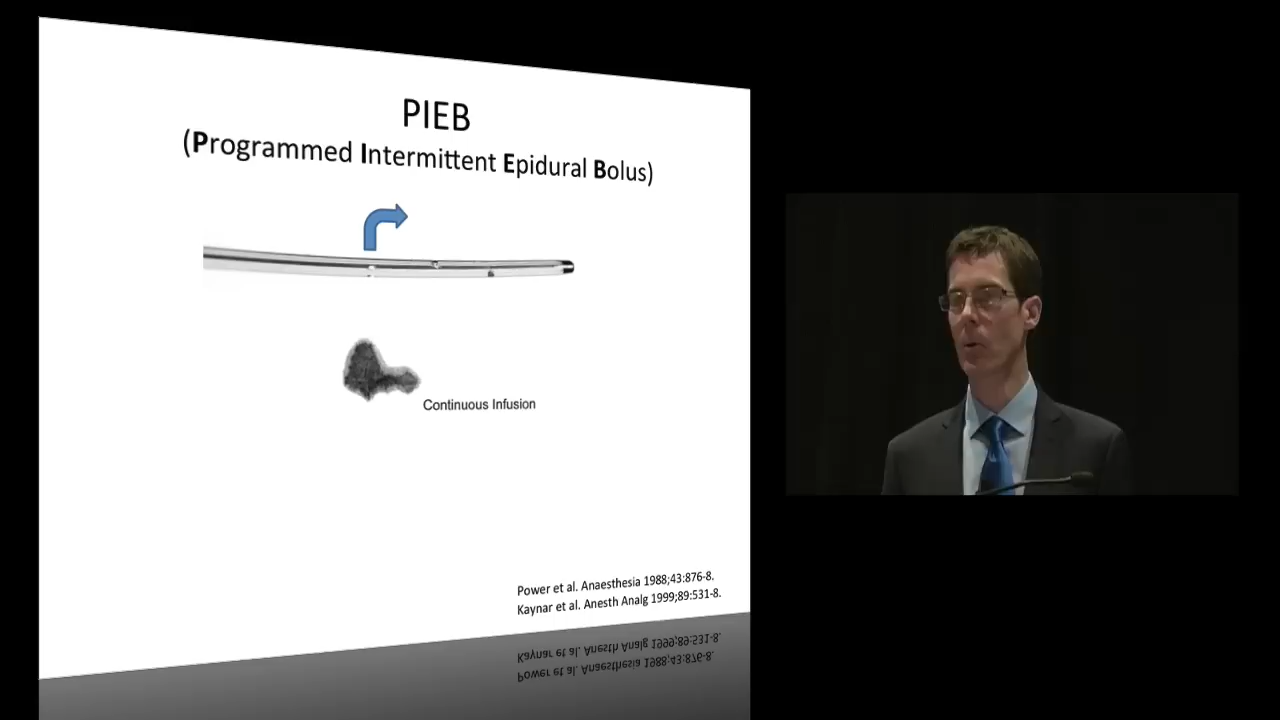 PIEB
(Programmed Intermittent Epidural Bolus)
Continuous Infusion
Power et al. Anaesthesia 1988;43:876-8.
Kaynar et al. Anesth Analg 1999;89:531-8.